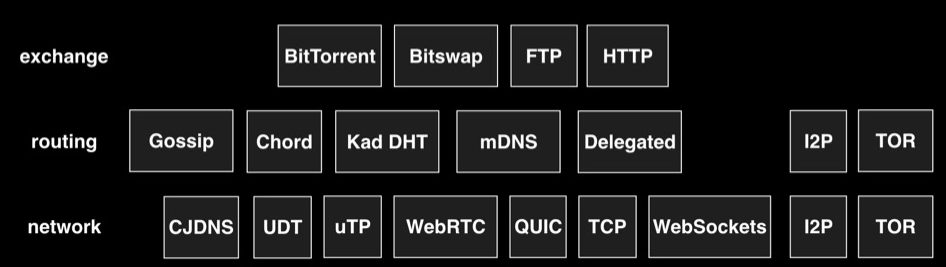 exchange BitTorrent Bitswap FTP HTTP
routing Gossip Chord Kad DHT mDNS Delegated I2P TOR
network CJDNS UDT uTP WebRTC QUIC TCP WebSockets I2P TOR